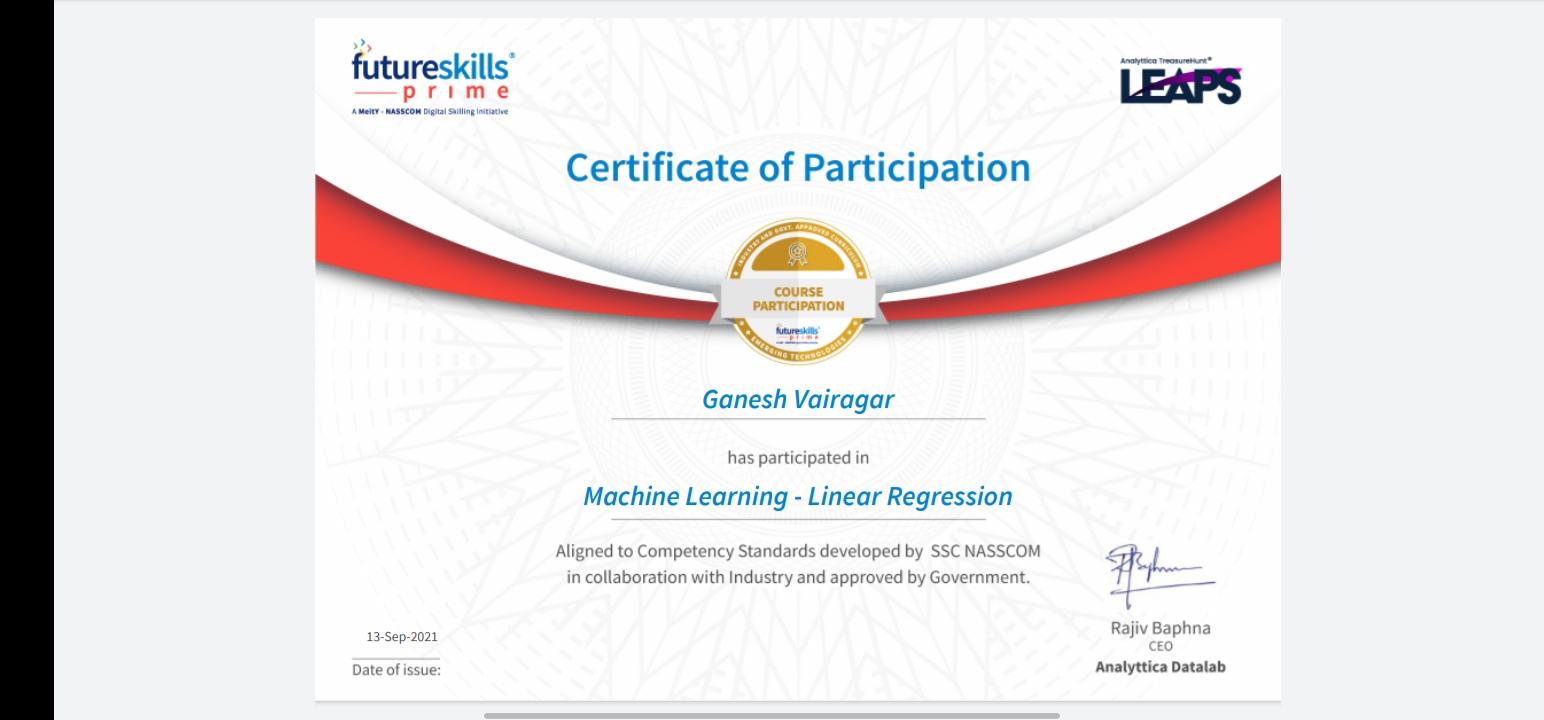 futureskills®
prime
A MeitY - NASSCOM Digital Skilling Initiative
Analyttica TreasureHunt®
LEAPS
Certificate of Participation
INDUSTRY AND GOVT. APPROVED CURRICULUM
COURSE
PARTICIPATION
futureskills
prime
EMERGING TECHNOLOGIES
Ganesh Vairagar
has participated in
Machine Learning - Linear Regression
Aligned to Competency Standards developed by SSC NASSCOM
in collaboration with Industry and approved by Government.
13-Sep-2021
Date of issue:
Rajiv Baphna
CEO
Analyttica Datalab